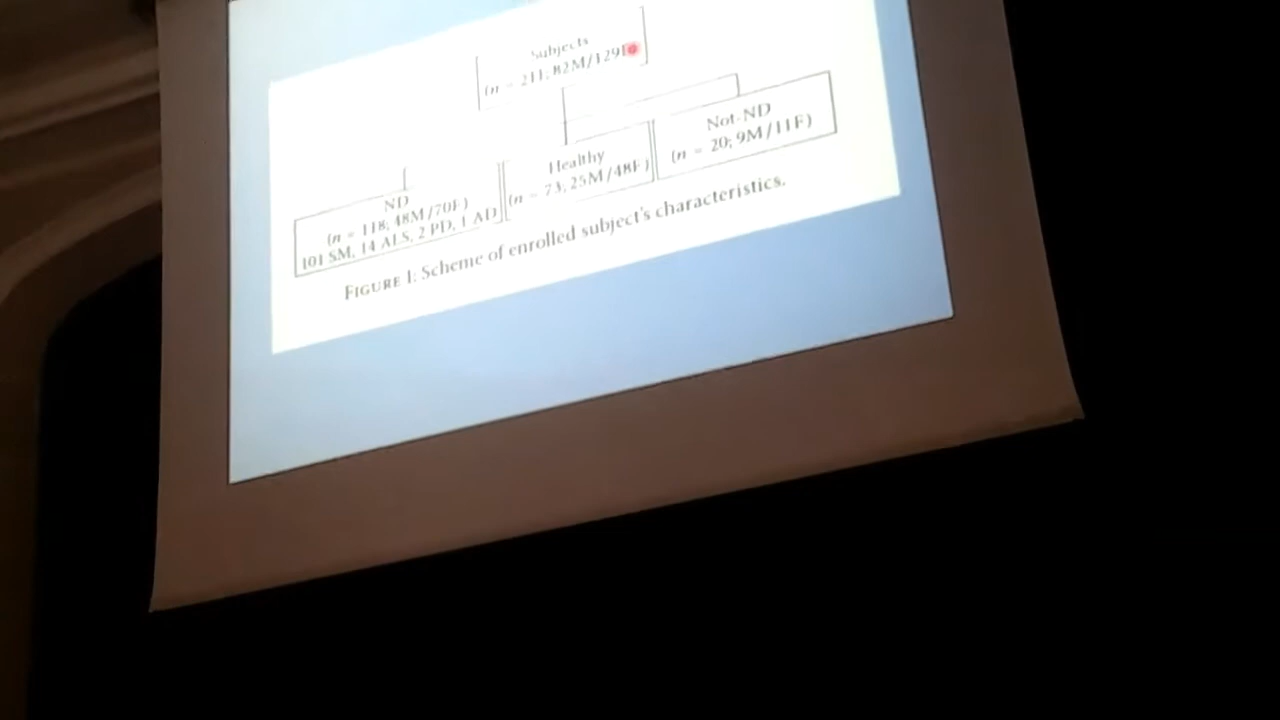 Subjects
(n = 211; 82M/129F)
Not-ND
(n = 20; 9M/11F)
Healthy
(n = 73; 25M/48F)
ND
(n = 118; 48M/70F)
101 SM, 14 ALS, 2 PD, 1 AD
FIGURE 1: Scheme of enrolled subject's characteristics.